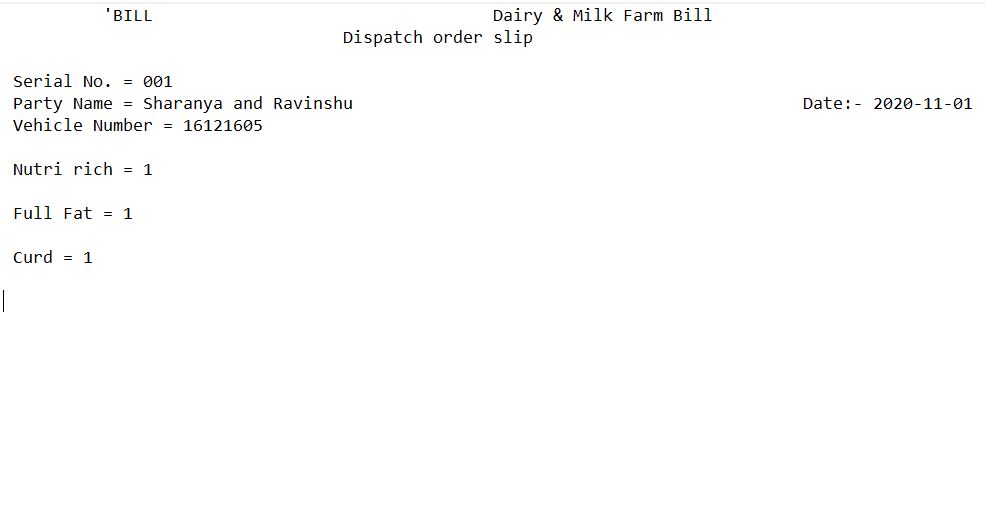 'BILL Dairy & Milk Farm Bill
Dispatch order slip
Serial No. = 001
Party Name = Sharanya and Ravinshu Date:- 2020-11-01
Vehicle Number = 16121605
Nutri rich = 1
Full Fat = 1
Curd = 1